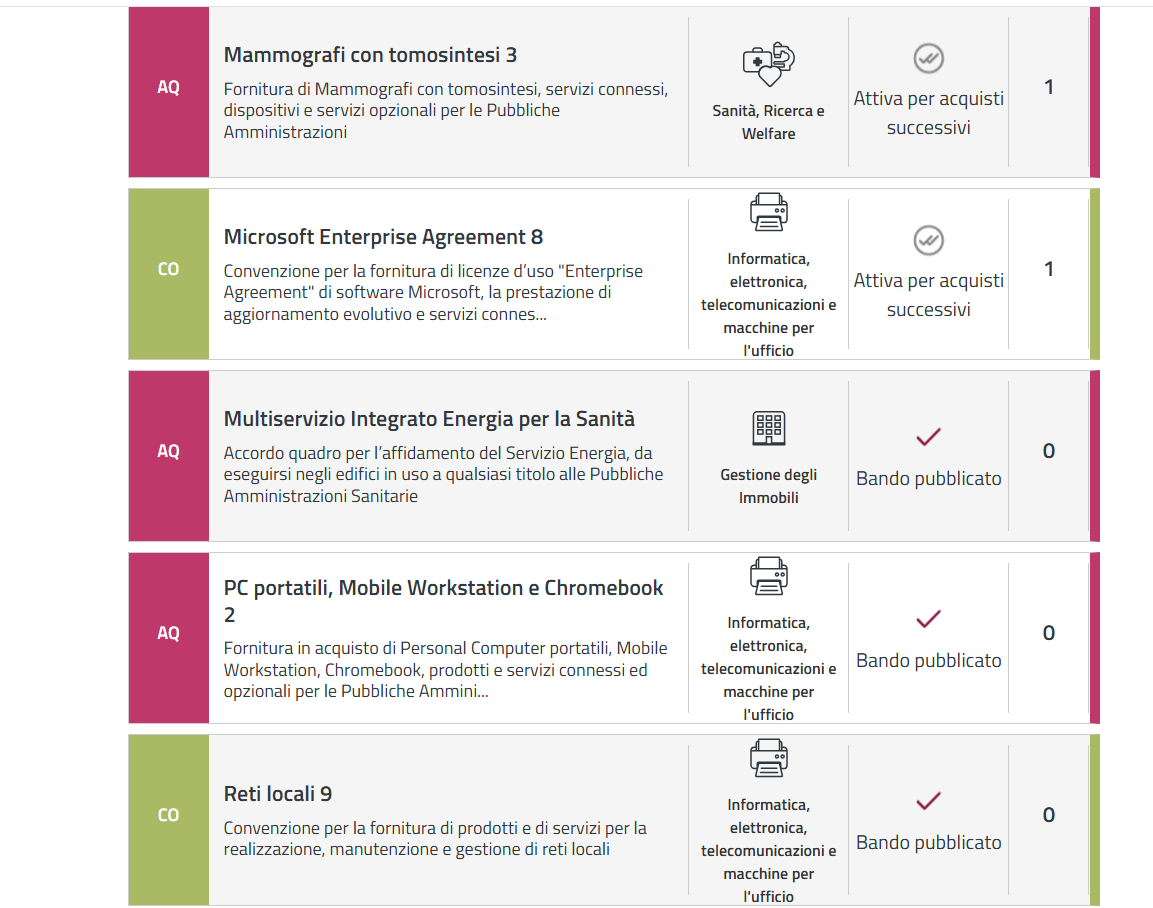 AQ
Mammografi con tomosintesi 3
Fornitura di Mammografi con tomosintesi, servizi connessi,
dispositivi e servizi opzionali per le Pubbliche
Amministrazioni
Sanità, Ricerca e
Welfare
Attiva per acquisti
successivi
1
CO
Microsoft Enterprise Agreement 8
Convenzione per la fornitura di licenze d’uso "Enterprise
Agreement" di software Microsoft, la prestazione di
aggiornamento evolutivo e servizi connes...
Informatica,
elettronica,
telecomunicazioni e
macchine per
l'ufficio
Attiva per acquisti
successivi
1
AQ
Multiservizio Integrato Energia per la Sanità
Accordo quadro per l’affidamento del Servizio Energia, da
eseguirsi negli edifici in uso a qualsiasi titolo alle Pubbliche
Amministrazioni Sanitarie
Gestione degli
Immobili
Bando pubblicato
0
AQ
PC portatili, Mobile Workstation e Chromebook
2
Fornitura in acquisto di Personal Computer portatili, Mobile
Workstation, Chromebook, prodotti e servizi connessi ed
opzionali per le Pubbliche Ammini...
Informatica,
elettronica,
telecomunicazioni e
macchine per
l'ufficio
Bando pubblicato
0
CO
Reti locali 9
Convenzione per la fornitura di prodotti e di servizi per la
realizzazione, manutenzione e gestione di reti locali
Informatica,
elettronica,
telecomunicazioni e
macchine per
l'ufficio
Bando pubblicato
0